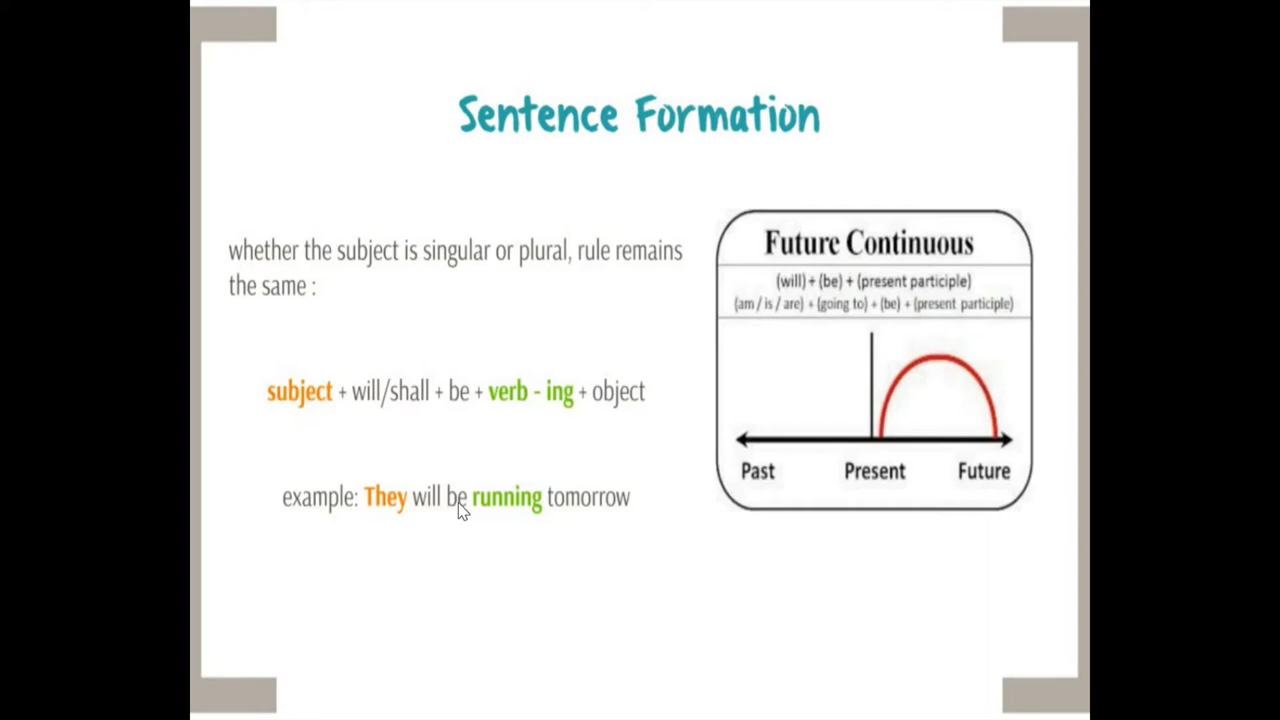 Sentence Formation
whether the subject is singular or plural, rule remains
the same :
subject + will/shall + be + verb - ing + object
example: They will be running tomorrow
Future Continuous
(will) + (be) + (present participle)
(am / is / are) + (going to) + (be) + (present participle)
Past Present Future